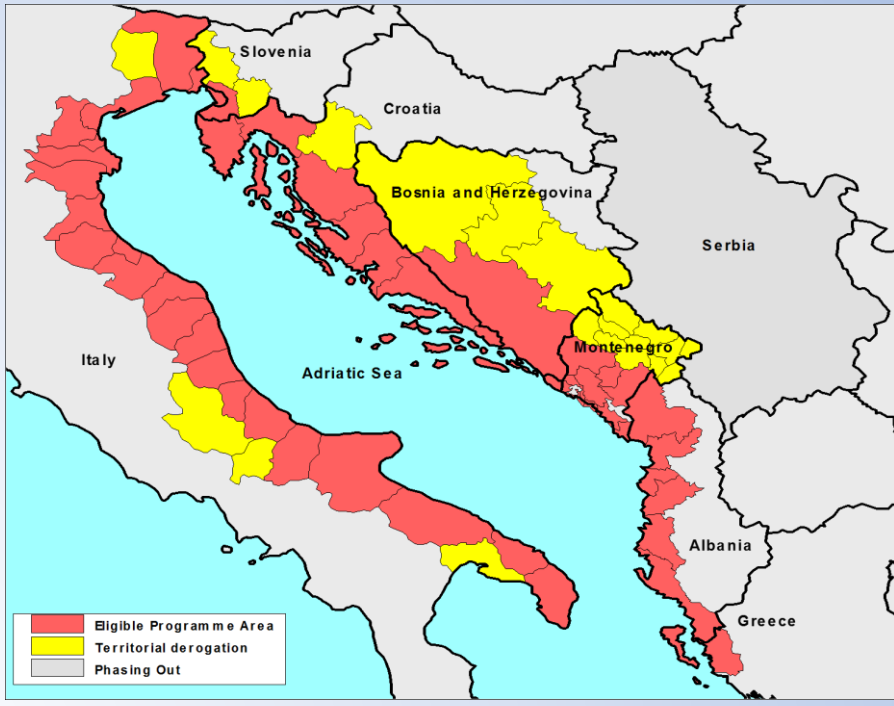 Slovenia
Croatia
Bosnia and Herzegovina
Serbia
Montenegro
Italy
Adriatic Sea
Albania
Greece
Eligible Programme Area
Territorial derogation
Phasing Out